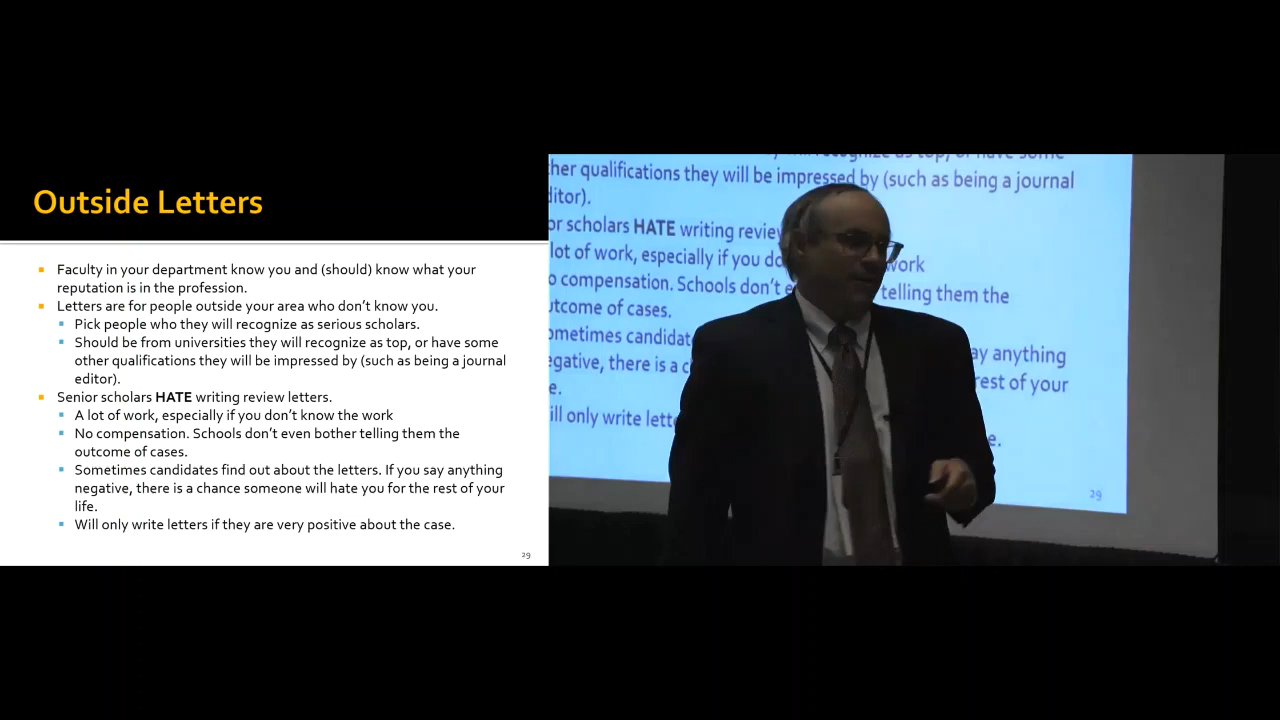 Outside Letters
Faculty in your department know you and (should) know what your
reputation is in the profession.
Letters are for people outside your area who don't know you.
Pick people who they will recognize as serious scholars.
Should be from universities they will recognize as top, or have some
other qualifications they will be impressed by (such as being a journal
editor).
Senior scholars HATE writing review letters.
A lot of work, especially if you don't know the work
No compensation. Schools don't even bother telling them the
outcome of cases.
Sometimes candidates find out about the letters. If you say anything
negative, there is a chance someone will hate you for the rest of your
life.
Will only write letters if they are very positive about the case.
29
recognize as top, or have some
her qualifications they will be impressed by (such as being a journal
ditor).
or scholars HATE writing review
lot of work, especially if you do work
o compensation. Schools don't e telling them the
utcome of cases.
ometimes candidat ay anything
egative, there is a c rest of your
e.
ill only write lette e.
29